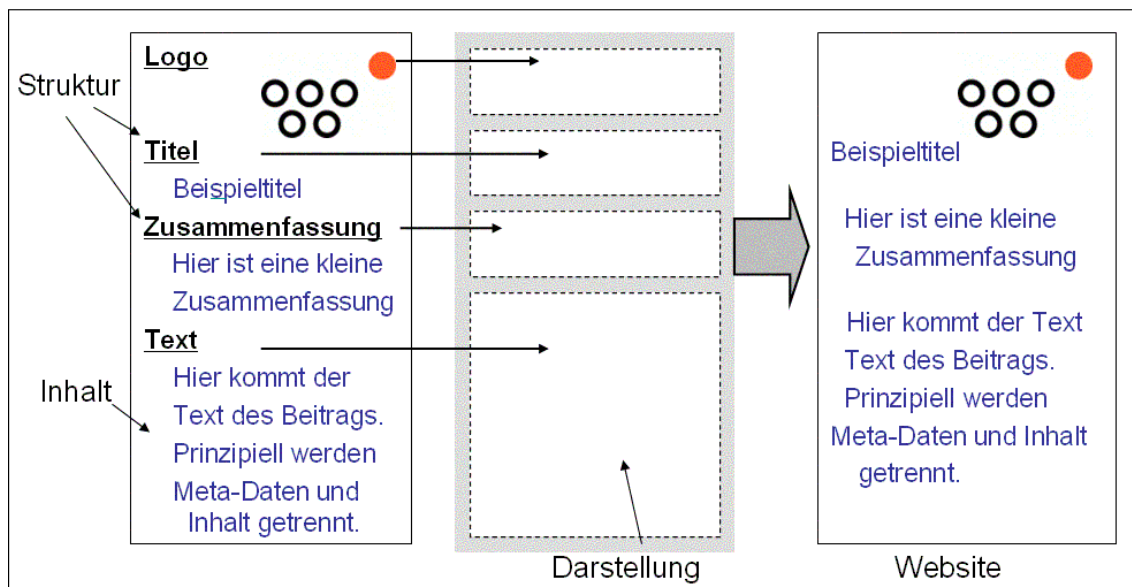 Struktur
Inhalt
Logo
Titel
Beispieltitel
Zusammenfassung
Hier ist eine kleine
Zusammenfassung
Text
Hier kommt der
Text des Beitrags.
Prinzipiell werden
Meta-Daten und
Inhalt getrennt.
Darstellung
Beispieltitel
Hier ist eine kleine
Zusammenfassung
Hier kommt der Text
Text des Beitrags.
Prinzipiell werden
Meta-Daten und Inhalt
getrennt.
Website